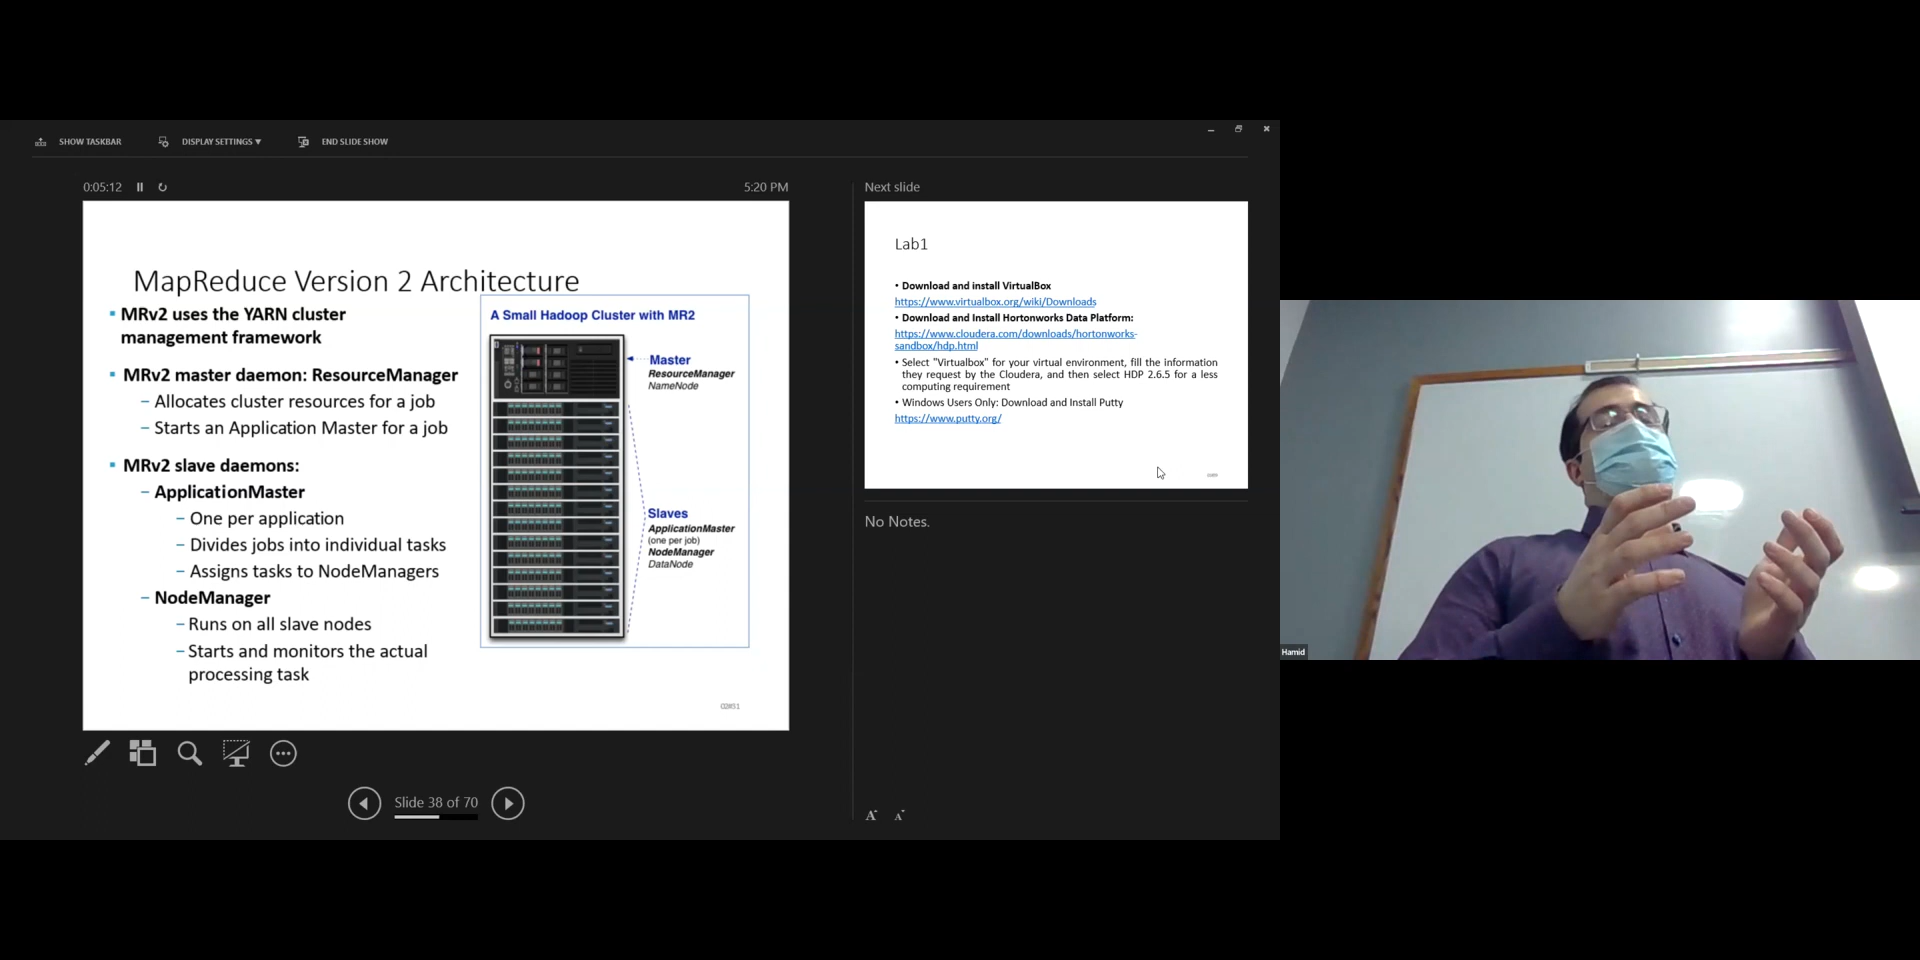 SHOW TASKBAR
DISPLAY SETTINGS ▾
END SLIDE SHOW
0:05:12
5:20 PM
MapReduce Version 2 Architecture
▪ MRv2 uses the YARN cluster
management framework
▪ MRv2 master daemon: ResourceManager
– Allocates cluster resources for a job
– Starts an Application Master for a job
▪ MRv2 slave daemons:
– ApplicationMaster
– One per application
– Divides jobs into individual tasks
– Assigns tasks to NodeManagers
– NodeManager
– Runs on all slave nodes
– Starts and monitors the actual
processing task
A Small Hadoop Cluster with MR2
Master
ResourceManager
NameNode
Slaves
ApplicationMaster
(one per job)
NodeManager
DataNode
Slide 38 of 70
Next slide
Lab1
• Download and install VirtualBox
https://www.virtualbox.org/wiki/Downloads
• Download and Install Hortonworks Data Platform:
https://www.cloudera.com/downloads/hortonworks-
sandbox/hdp.html
• Select "Virtualbox" for your virtual environment, fill the information
they request by the Cloudera, and then select HDP 2.6.5 for a less
computing requirement
• Windows Users Only: Download and Install Putty
https://www.putty.org/
No Notes.
A A
Hamid